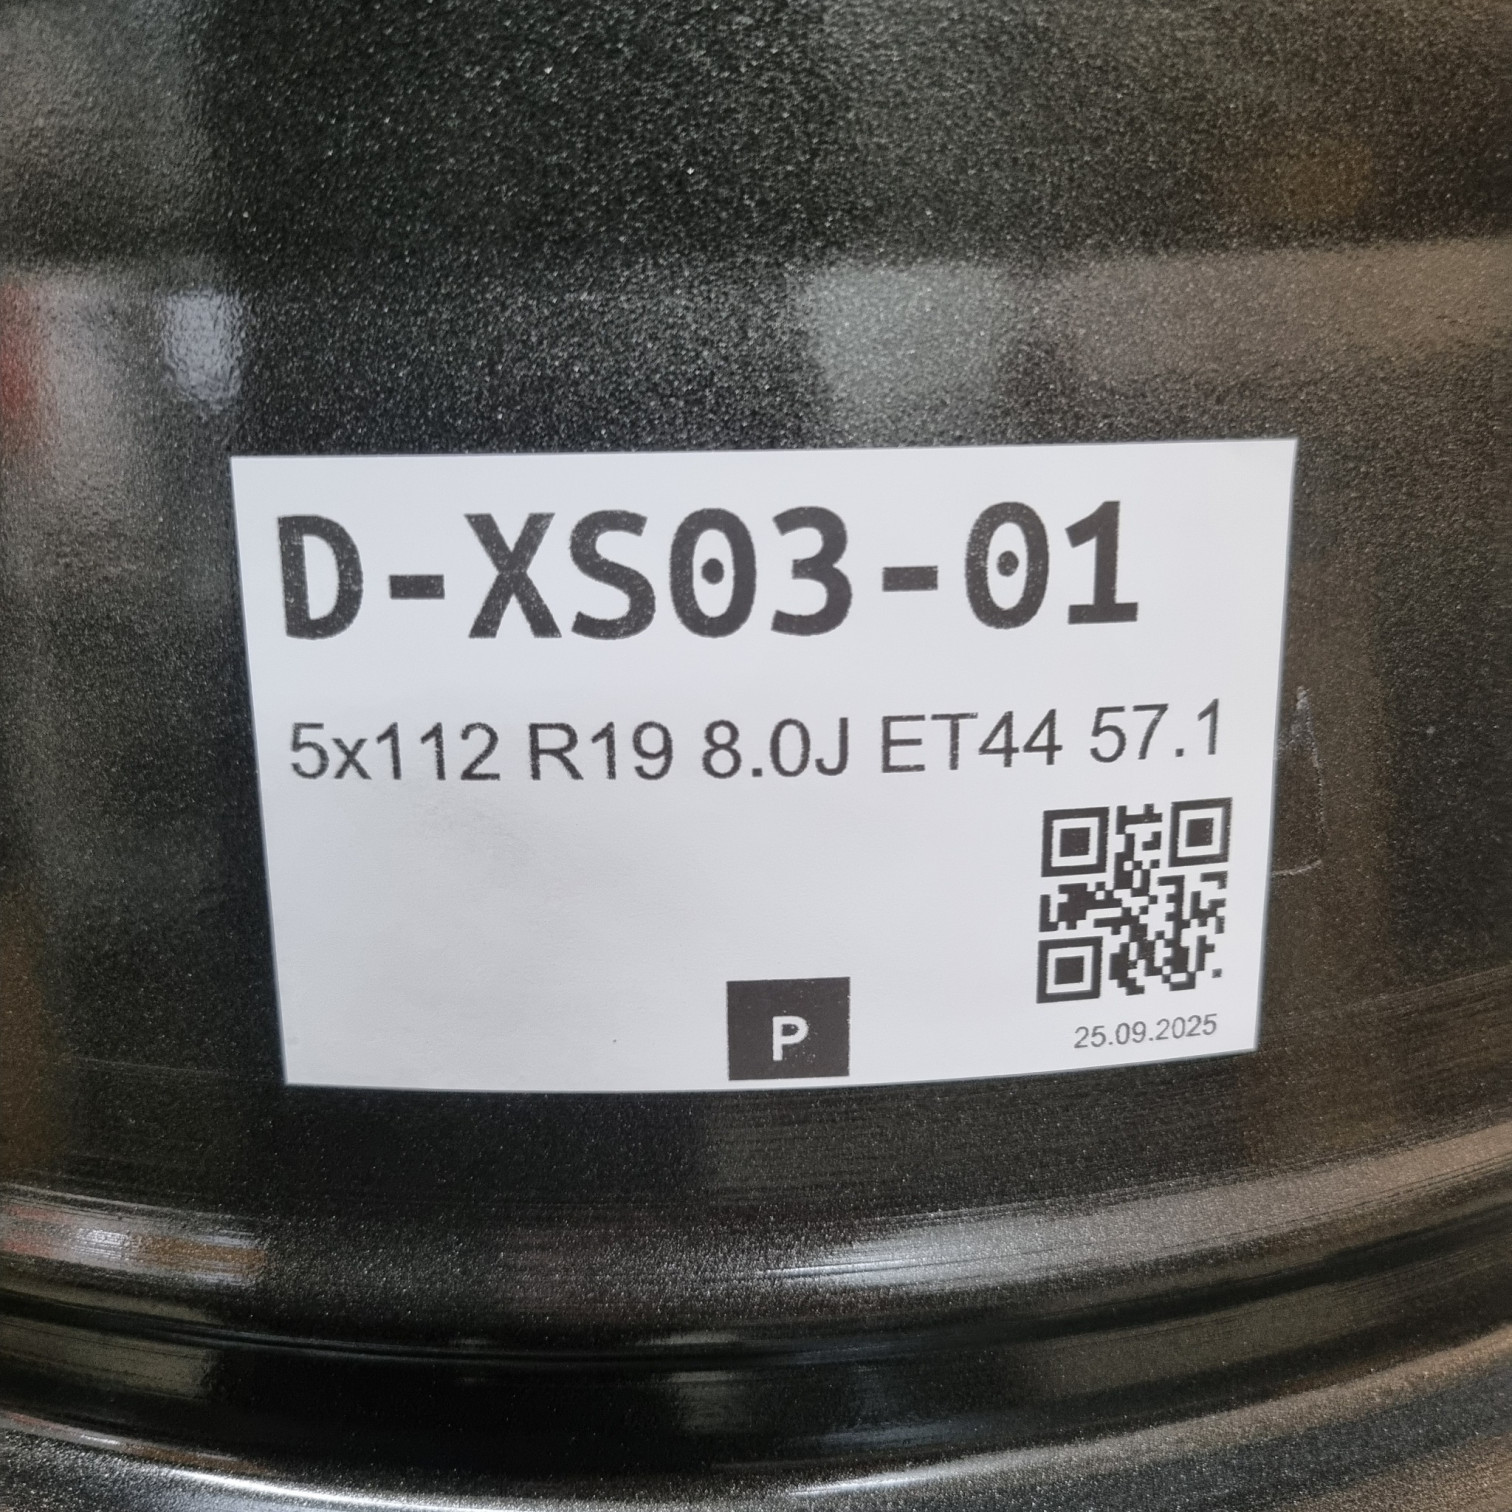 D-XS03-01
5x112 R19 8.0J ET44 57.1
P
25.09.2025